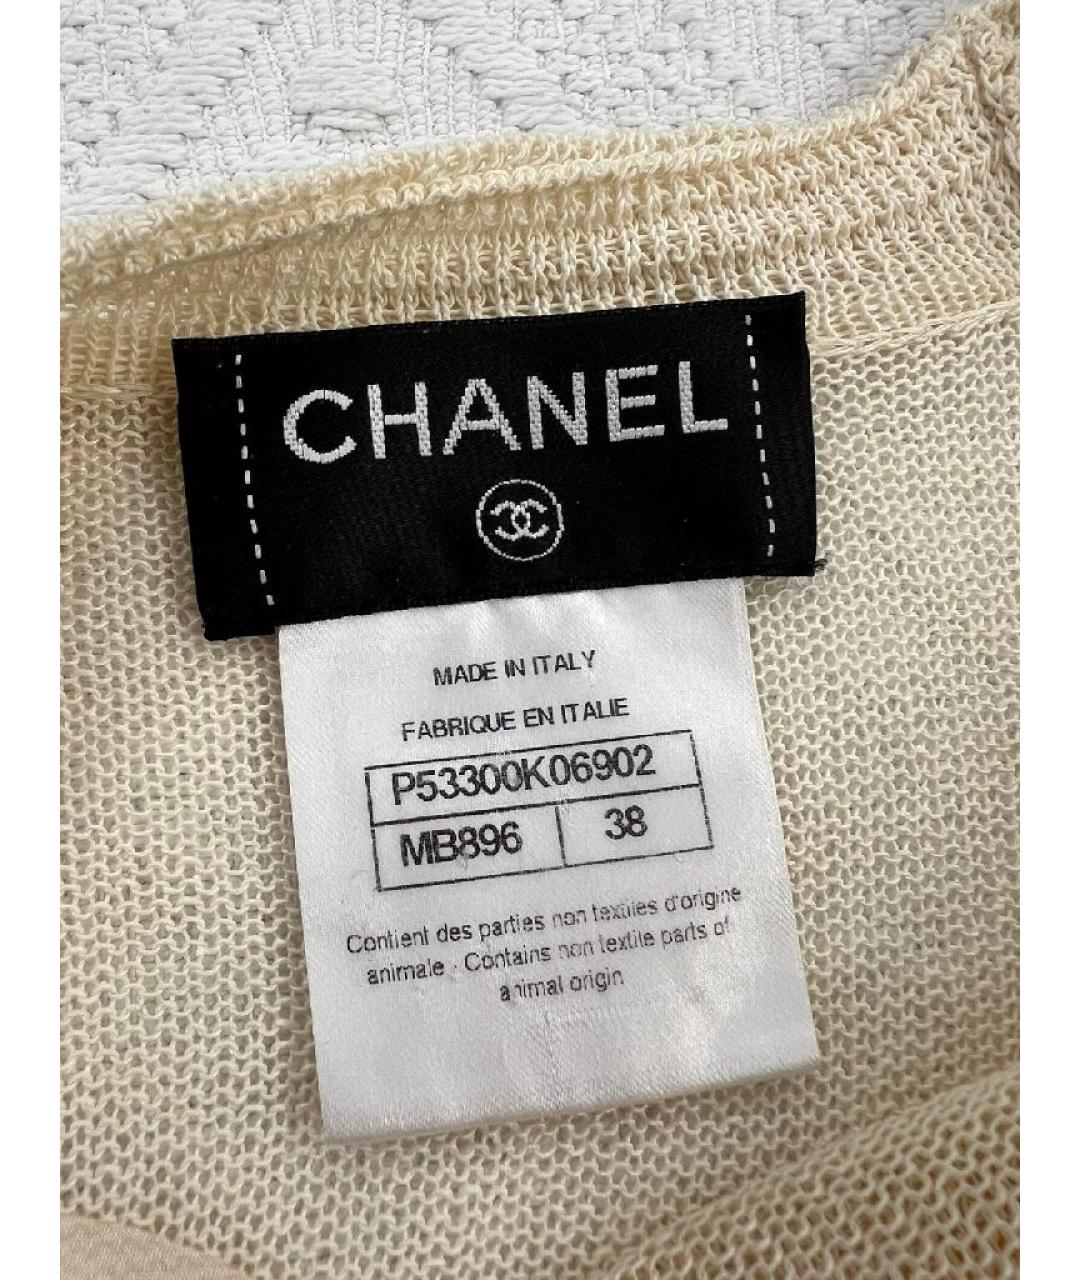 CHANEL
MADE IN ITALY
FABRIQUE EN ITALIE
P53300K06902
MB896 38
Contient des parties non textiles d'origine
animale - Contains non textile parts of
animal origin